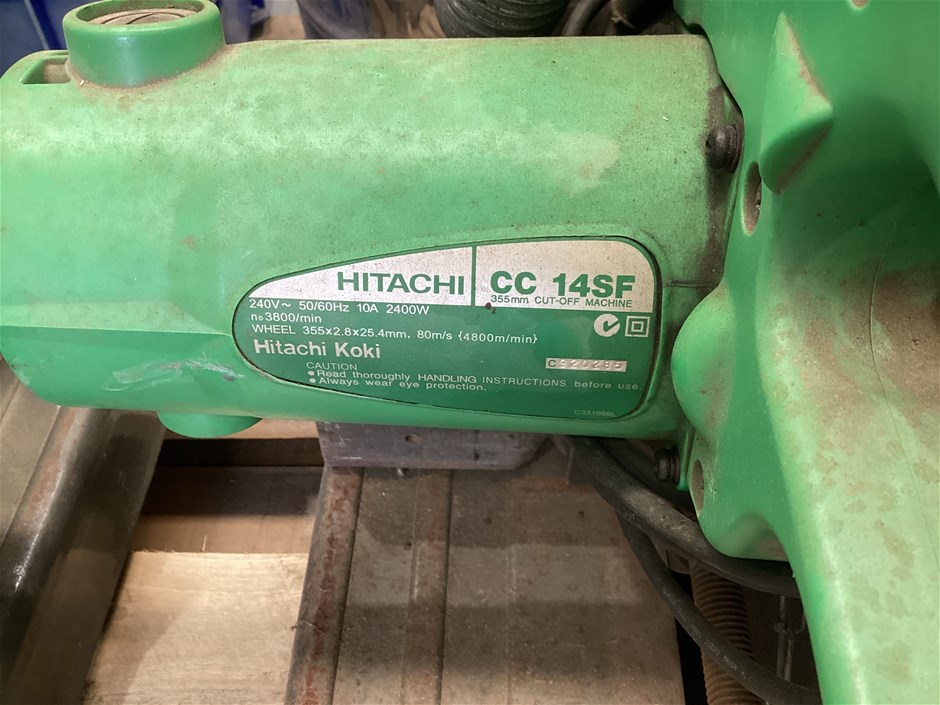 HITACHI
CC 14SF
355mm CUT-OFF MACHINE
240V~ 50/60Hz 10A 2400W
n₀3800/min
WHEEL 355x2.8x25.4mm, 80m/s {4800m/min}
Hitachi Koki
CAUTION
●Read thoroughly HANDLING INSTRUCTIONS before use.
●Always wear eye protection.